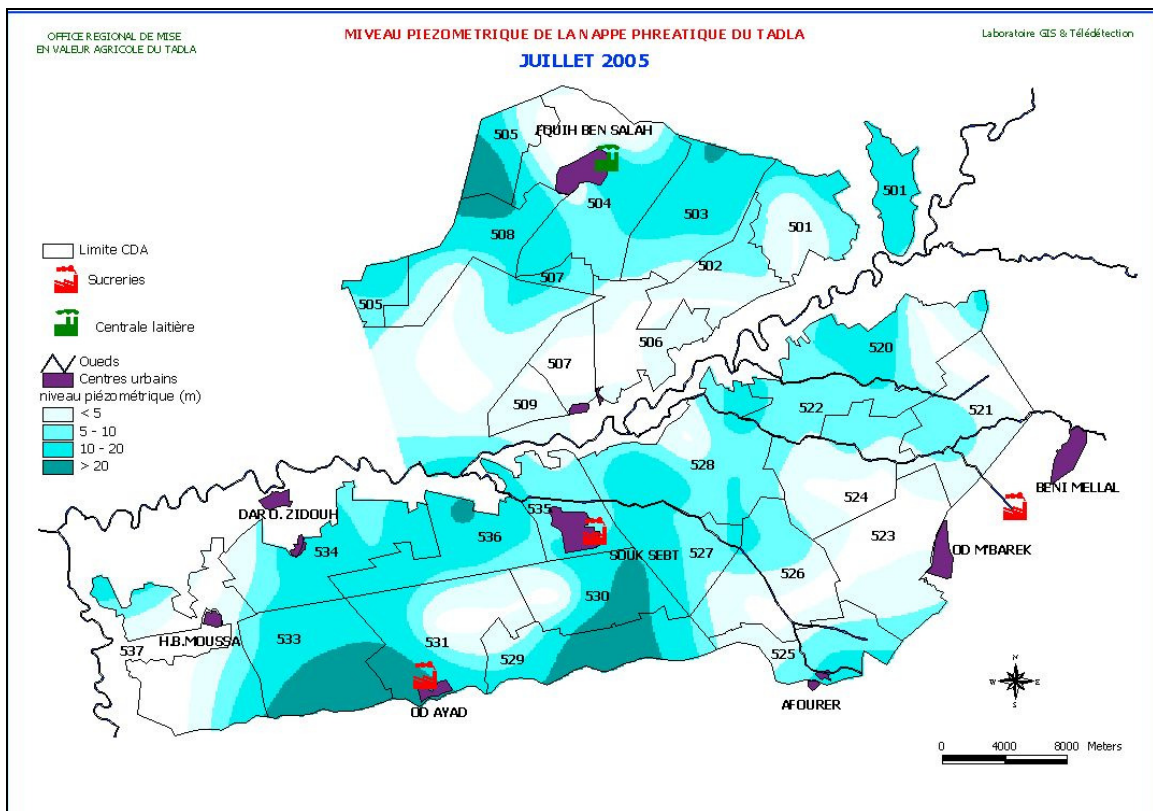 OFFICE REGIONAL DE MISE
EN VALEUR AGRICOLE DU TADLA
MIVEAU PIEZOMETRIQUE DE LA NAPPE PHREATIQUE DU TADLA
JUILLET 2005
Laboratoire GIS & Télédétection
505
FQUIH BEN SALAH
504
503
501
501
508
502
507
505
506
507
509
520
521
522
528
524
523
BENI MELLAL
OD M'BAREK
DAR O. ZIDOUH
534
536
535
SOUK SEBT
527
526
530
H.B.MOUSSA
537
533
531
529
525
OD AYAD
AFOURER
Limite CDA
Sucreries
Centrale laitière
Oueds
Centres urbains
niveau piézométrique (m)
< 5
5 - 10
10 - 20
> 20
N
W
E
S
0 4000 8000 Meters